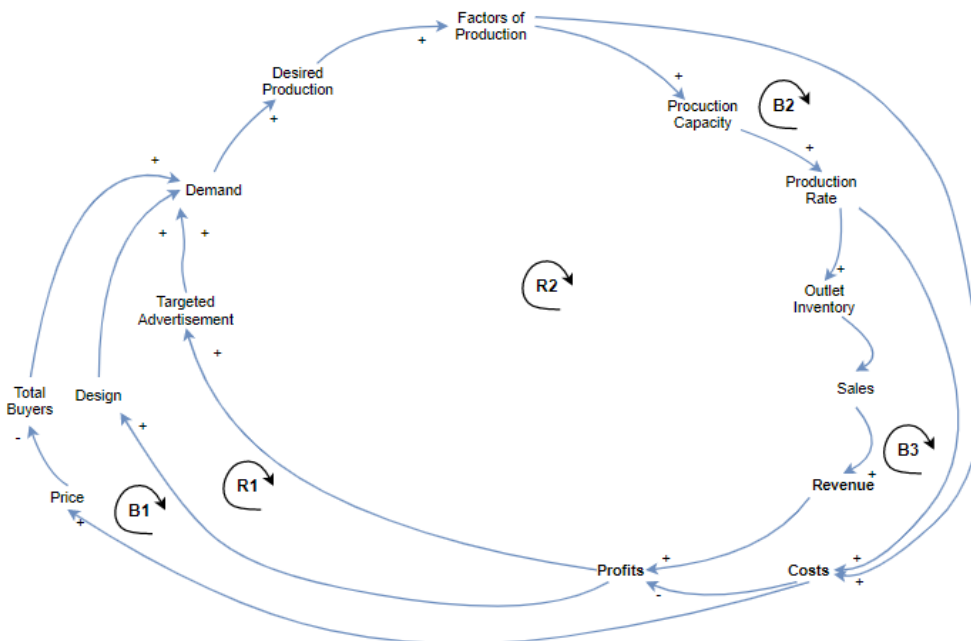 Factors of
Production
+
Desired
Production
+
+
Procuction
Capacity
B2
+
Production
Rate
+
Demand
+
+
R2
+
Outlet
Inventory
Targeted
Advertisement
+
Sales
Total
Buyers
Design
-
+
B3
R1
+
Revenue
Price
+
B1
+
Profits
-
+
Costs
+